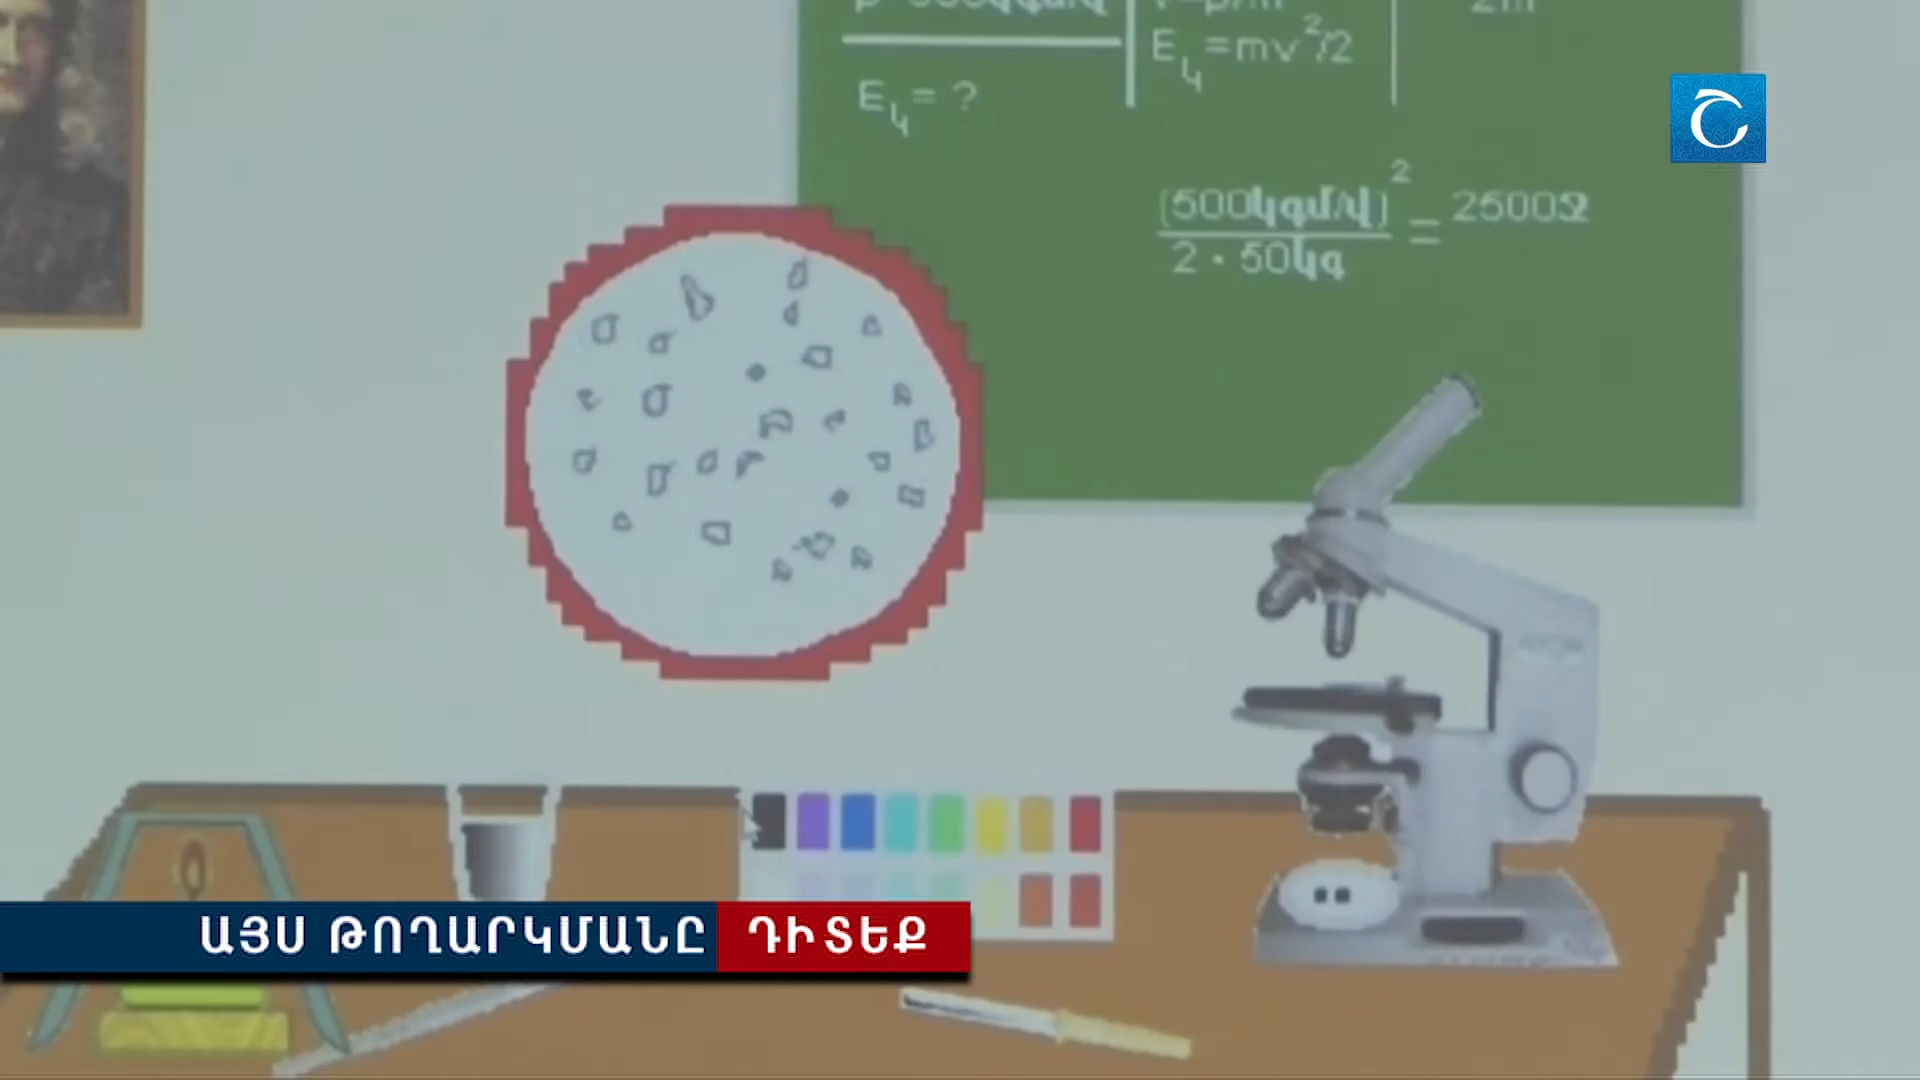 E կ = mv²/2
E կ = ?
(500կգմ/վ)² / 2 · 50կգ = 2500Ջ
ԱՅՍ ԹՈՂԱՐԿՄԱՆԸ ԴԻՏԵՔ